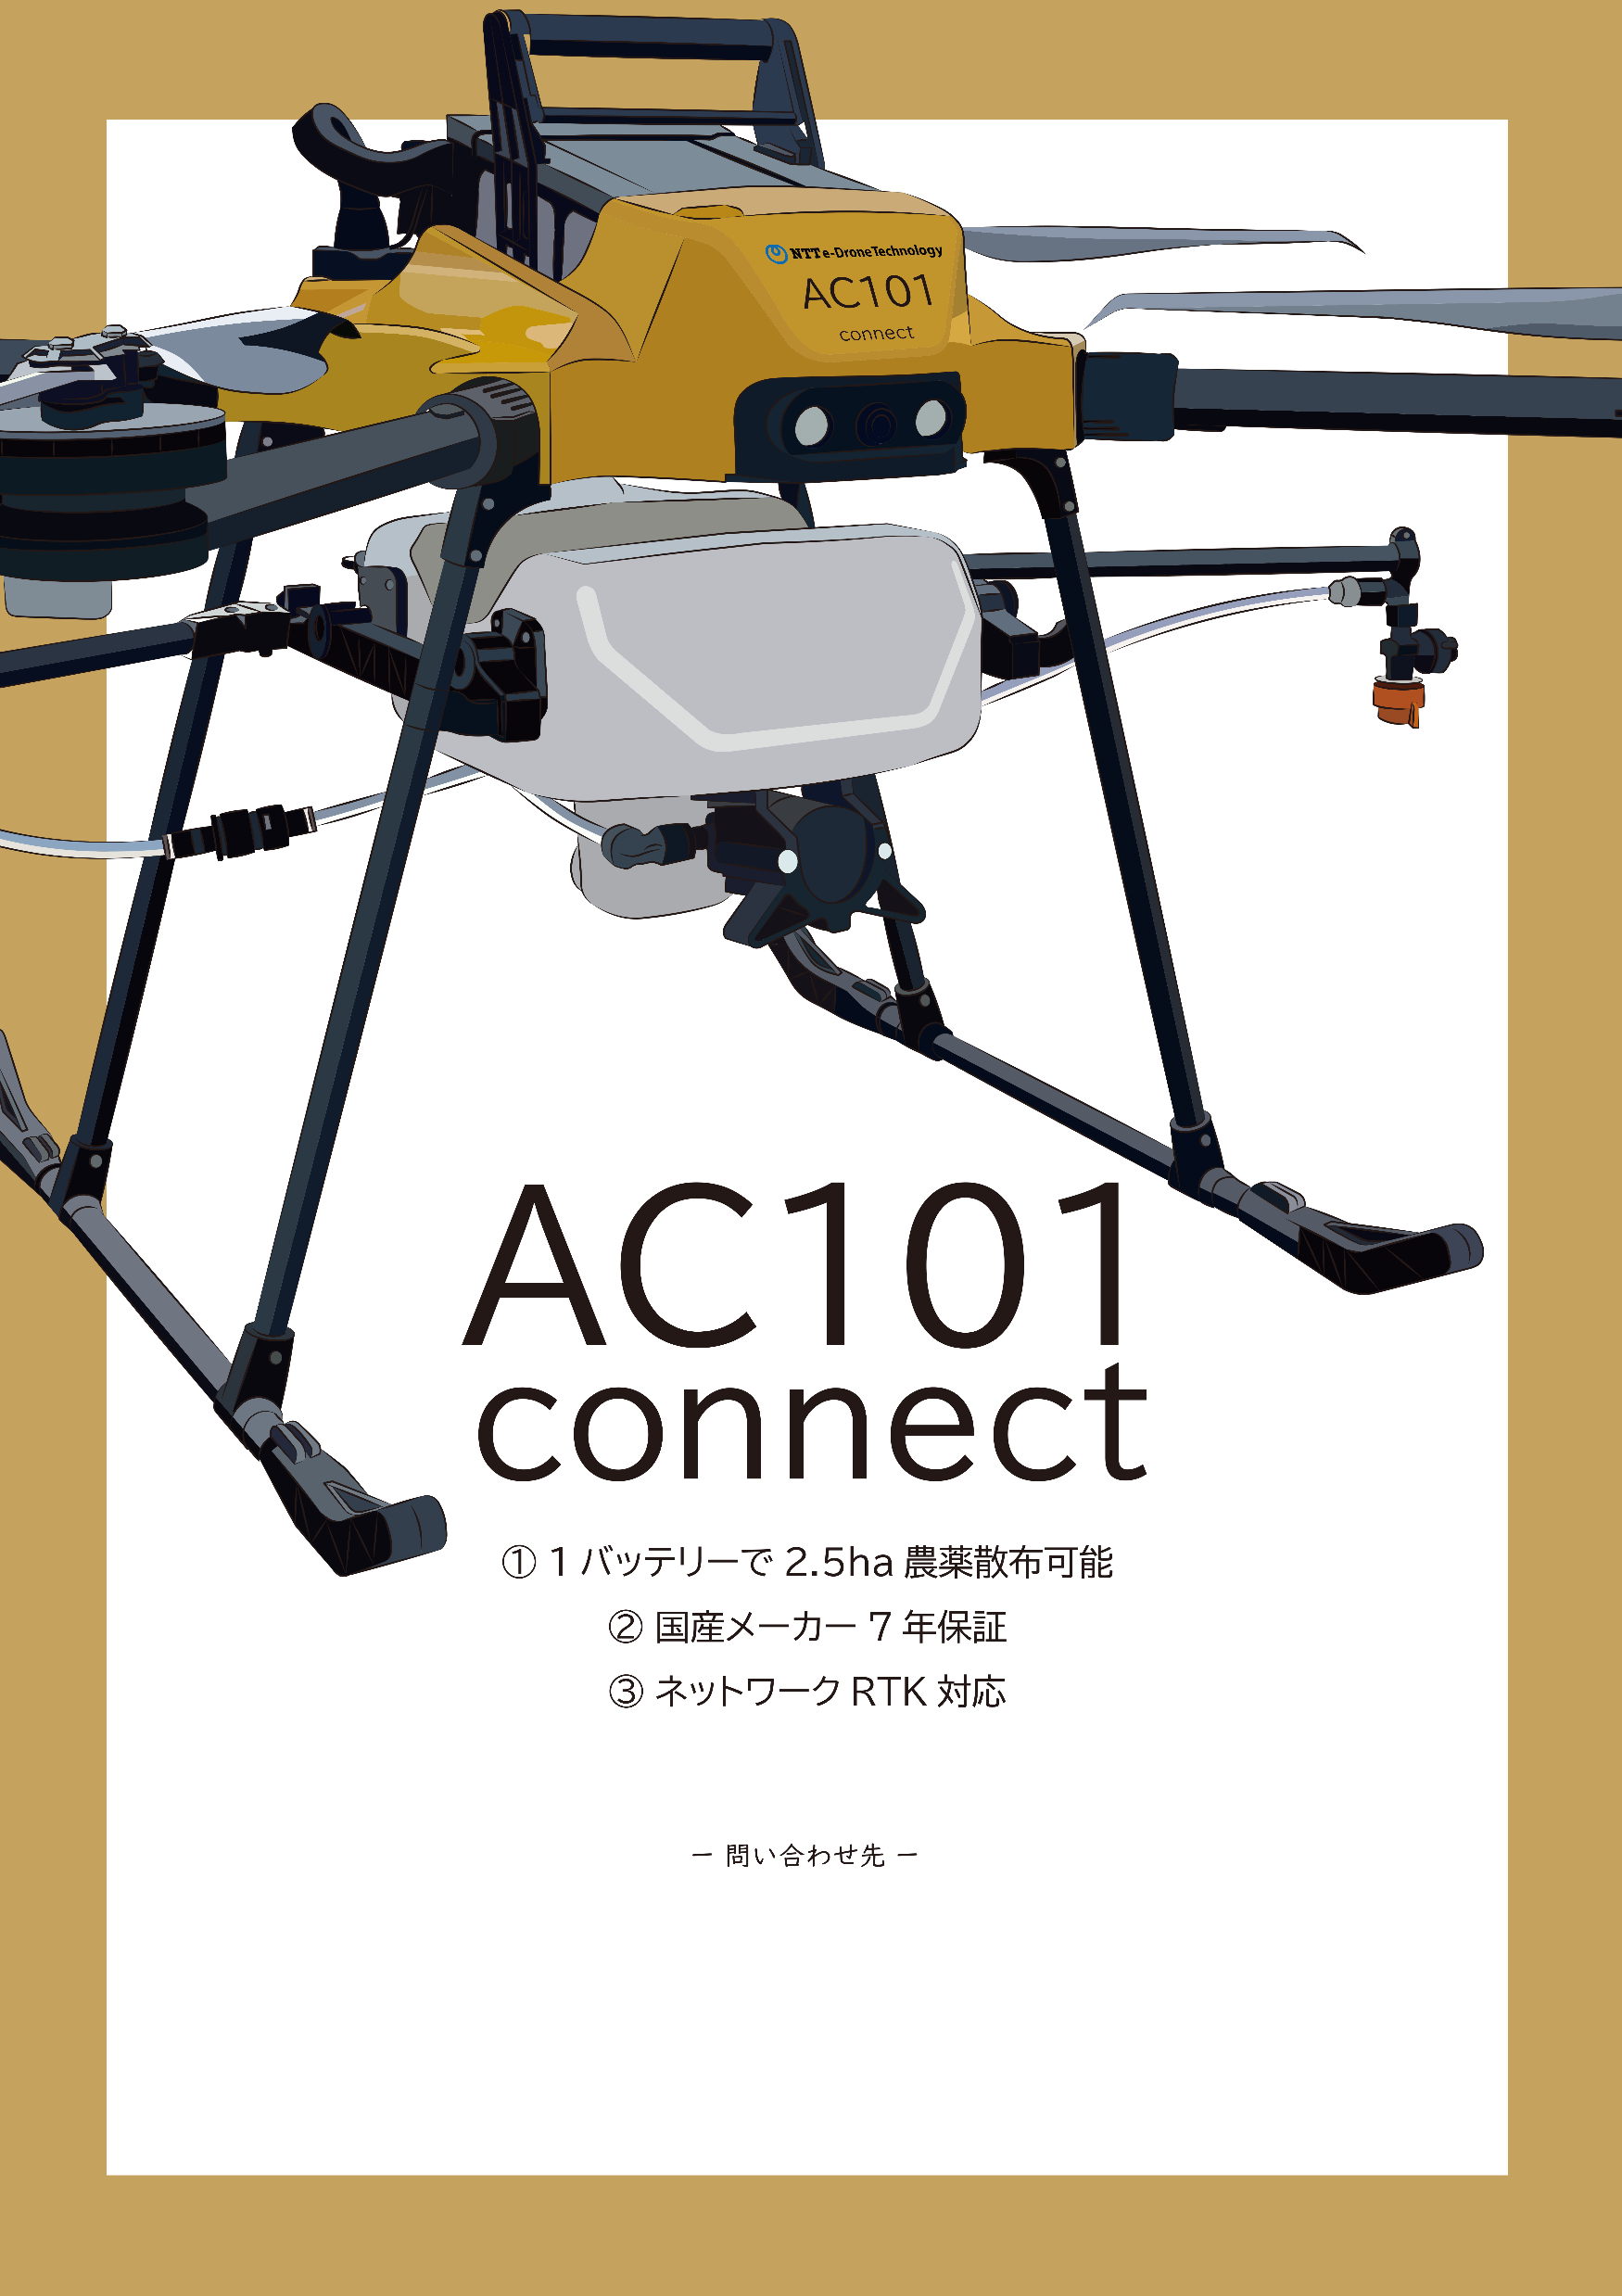 NTT e-Drone Technology
AC101
connect
AC101
connect
① 1 バッテリーで 2.5ha 農薬散布可能
② 国産メーカー 7 年保証
③ ネットワーク RTK 対応
− 問い合わせ先 −